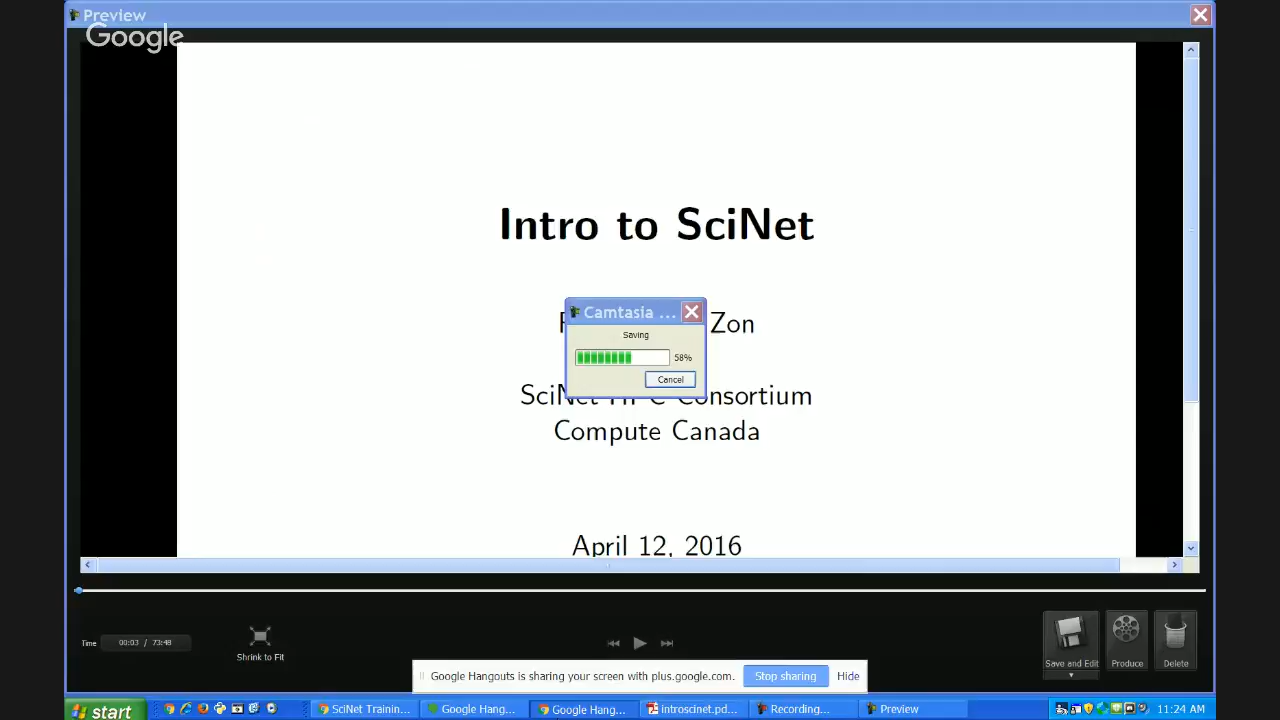 Preview
Google
Intro to SciNet
Camtasia ...
Zon
Saving
58%
Cancel
SciNet HPC Consortium
Compute Canada
April 12, 2016
Time
00:03 / 73:48
Shrink to Fit
Save and Edit
Produce
Delete
Google Hangouts is sharing your screen with plus.google.com.
Stop sharing
Hide
start
SciNet Trainin...
Google Hang...
Google Hang...
introscinet.pd...
Recording...
Preview
11:24 AM